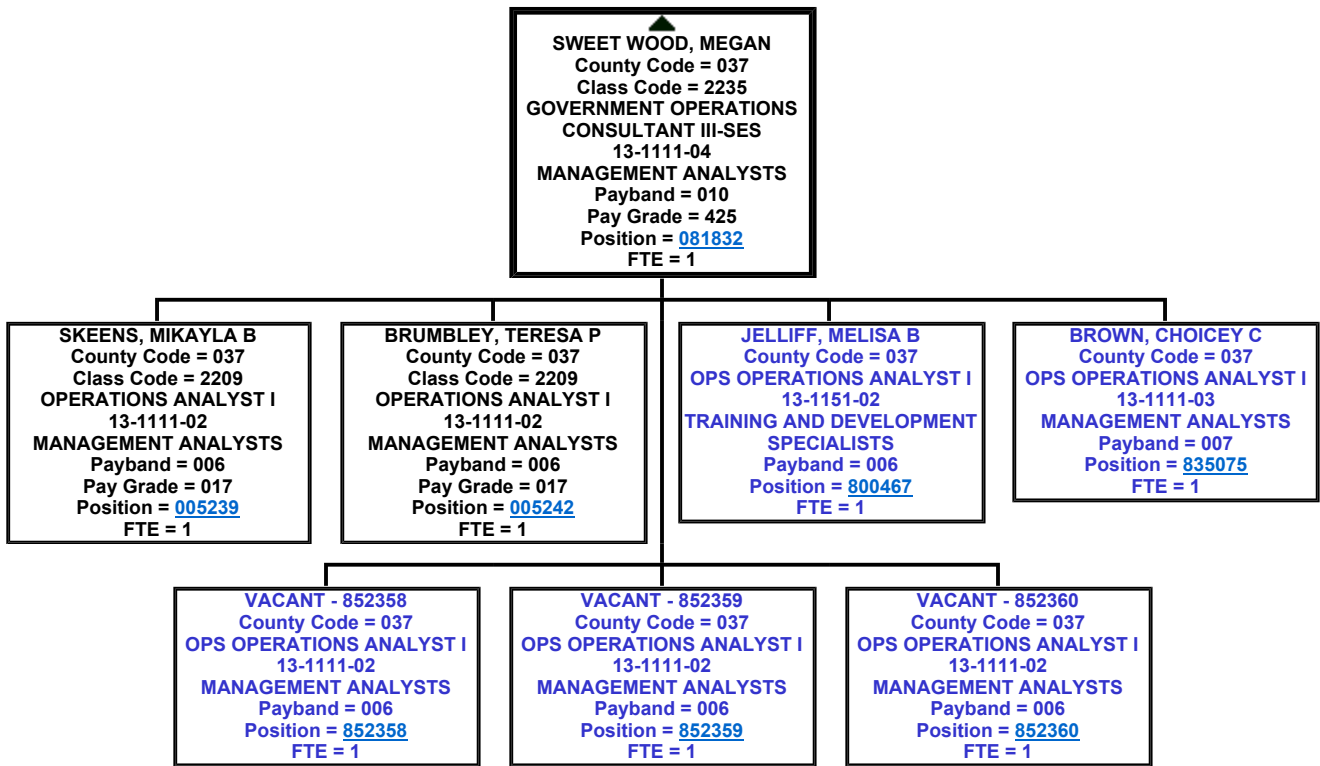 SWEET WOOD, MEGAN
County Code = 037
Class Code = 2235
GOVERNMENT OPERATIONS
CONSULTANT III-SES
13-1111-04
MANAGEMENT ANALYSTS
Payband = 010
Pay Grade = 425
Position = 081832
FTE = 1
SKEENS, MIKAYLA B
County Code = 037
Class Code = 2209
OPERATIONS ANALYST I
13-1111-02
MANAGEMENT ANALYSTS
Payband = 006
Pay Grade = 017
Position = 005239
FTE = 1
BRUMBLEY, TERESA P
County Code = 037
Class Code = 2209
OPERATIONS ANALYST I
13-1111-02
MANAGEMENT ANALYSTS
Payband = 006
Pay Grade = 017
Position = 005242
FTE = 1
JELLIFF, MELISA B
County Code = 037
OPS OPERATIONS ANALYST I
13-1151-02
TRAINING AND DEVELOPMENT
SPECIALISTS
Payband = 006
Position = 800467
FTE = 1
BROWN, CHOICEY C
County Code = 037
OPS OPERATIONS ANALYST I
13-1111-03
MANAGEMENT ANALYSTS
Payband = 007
Position = 835075
FTE = 1
VACANT - 852358
County Code = 037
OPS OPERATIONS ANALYST I
13-1111-02
MANAGEMENT ANALYSTS
Payband = 006
Position = 852358
FTE = 1
VACANT - 852359
County Code = 037
OPS OPERATIONS ANALYST I
13-1111-02
MANAGEMENT ANALYSTS
Payband = 006
Position = 852359
FTE = 1
VACANT - 852360
County Code = 037
OPS OPERATIONS ANALYST I
13-1111-02
MANAGEMENT ANALYSTS
Payband = 006
Position = 852360
FTE = 1